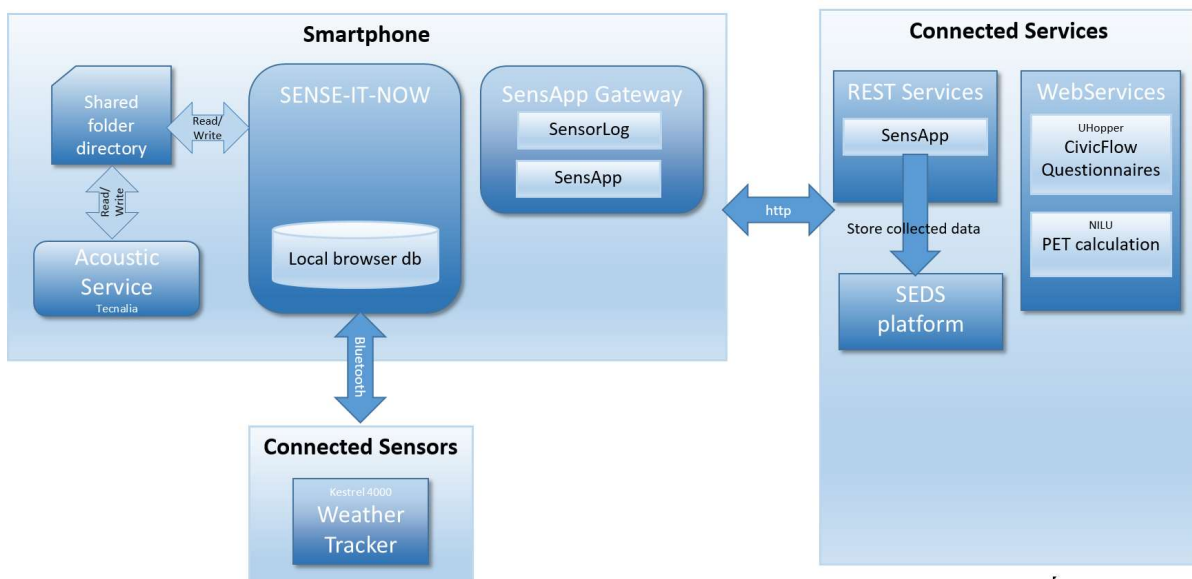 Smartphone
Shared
folder
directory
Read/
Write
SENSE-IT-NOW
Local browser db
SensApp Gateway
SensorLog
SensApp
Read/
Write
Acoustic
Service
Tecnalia
Bluetooth
Connected Sensors
Kestrel 4000
Weather
Tracker
http
Connected Services
REST Services
SensApp
Store collected data
SEDS
platform
WebServices
UHopper
CivicFlow
Questionnaires
NILU
PET calculation